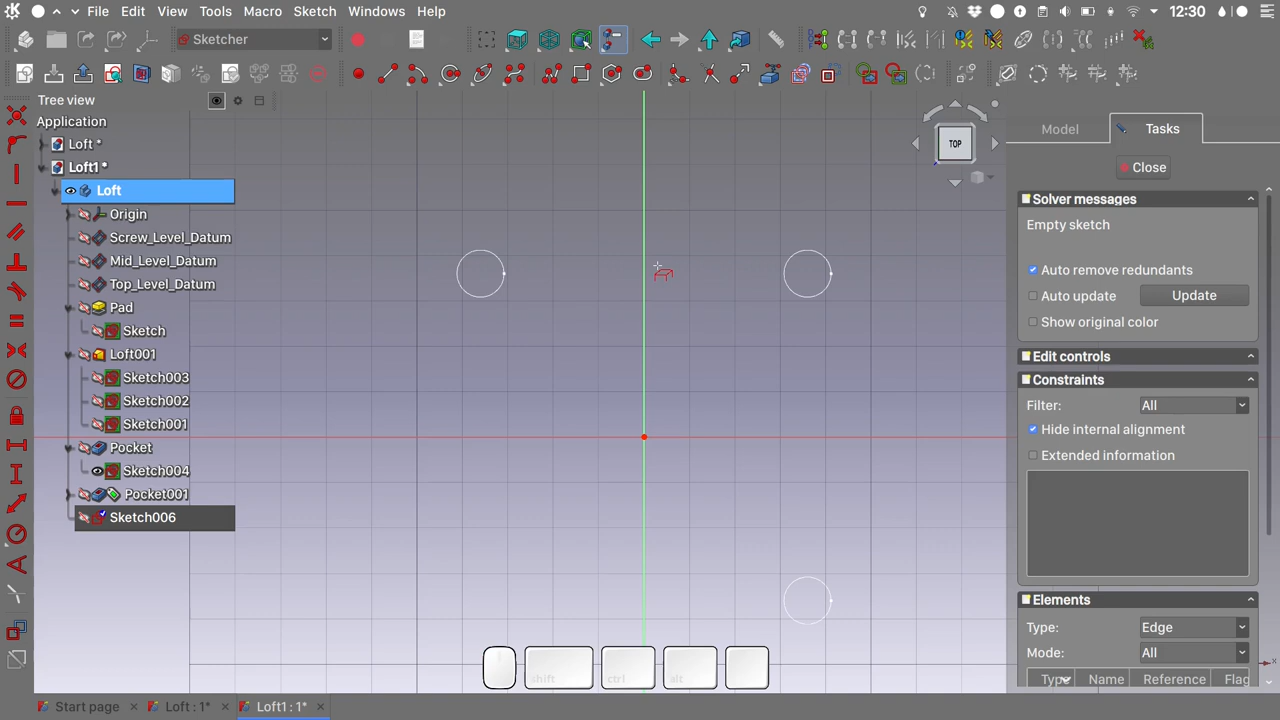 File Edit View Tools Macro Sketch Windows Help 12:30
Sketcher
Tree view
Application
Loft *
Loft1 *
Loft
Origin
Screw_Level_Datum
Mid_Level_Datum
Top_Level_Datum
Pad
Sketch
Loft001
Sketch003
Sketch002
Sketch001
Pocket
Sketch004
Pocket001
Sketch006
TOP
Model Tasks
Close
Solver messages
Empty sketch
Auto remove redundants
Auto update Update
Show original color
Edit controls
Constraints
Filter: All
Hide internal alignment
Extended information
Elements
Type: Edge
Mode: All
Type Name Reference Flag
x
shift ctrl alt
Start page Loft : 1* Loft1 : 1*